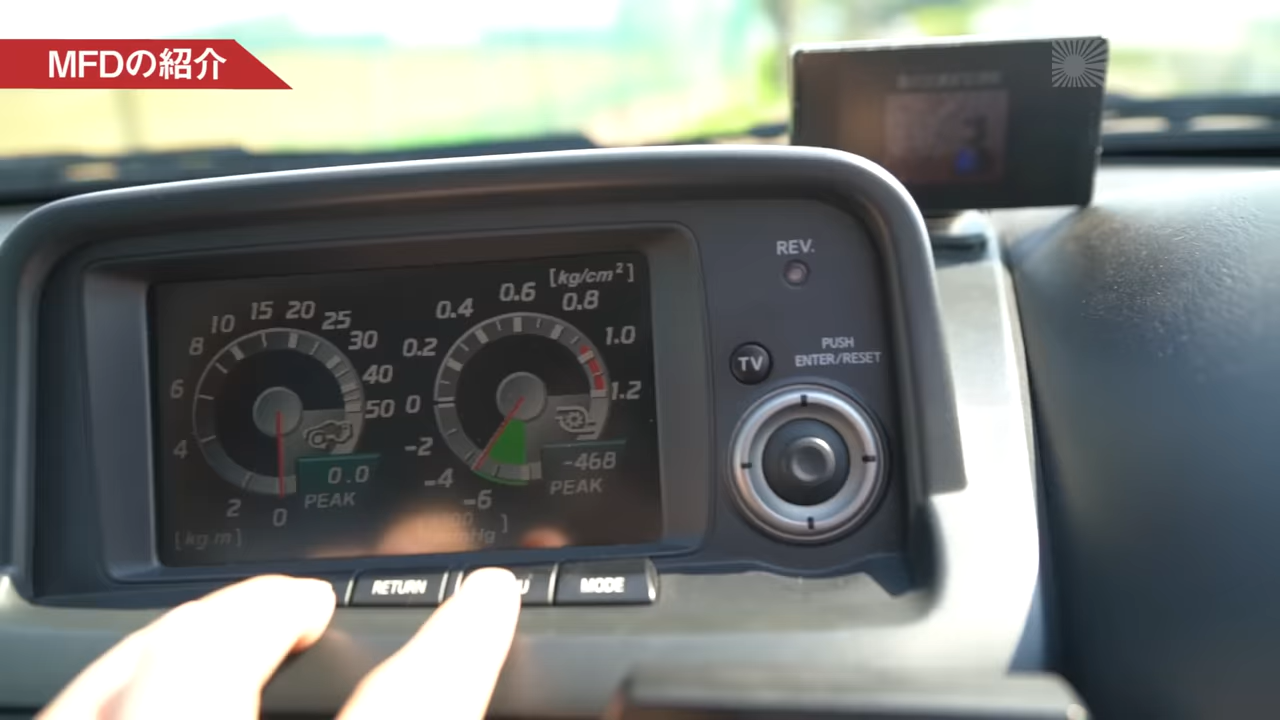 MFDの紹介
REV.
TV
PUSH
ENTER/RESET
[kg/cm²]
0 2 4 6 8 10 15 20 25 30 40 50
0.0
PEAK
[kg m]
-6 -4 -2 0 0.2 0.4 0.6 0.8 1.0 1.2
-468
PEAK
RETURN
MODE